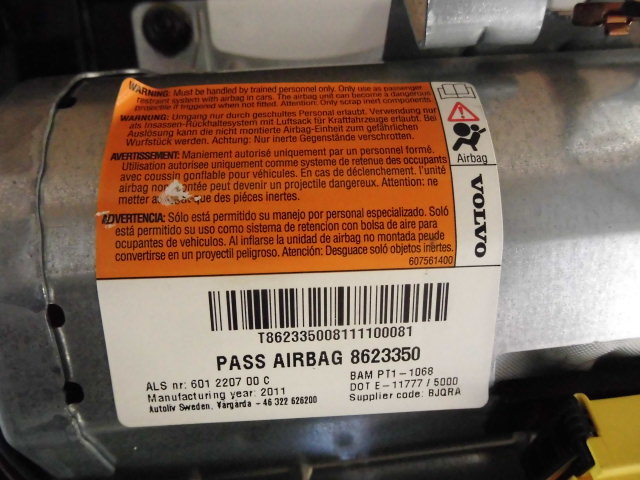 WARNING: Must be handled by trained personnel only. Only use as passenger
restraint system with airbag in cars. The airbag unit can become a dangerous
projectile if triggered when not fitted. Attention: Only scrap inert components.
WARNUNG: Umgang nur durch geschultes Personal erlaubt. Verwendung nur
als Insassen-Rückhaltesystem mit Luftsack für Kraftfahrzeuge erlaubt. Bei
Auslösung kann die nicht montierte Airbag-Einheit zum gefährlichen
Wurfstück werden. Achtung: Nur inerte Gegenstände verschrotten.
AVERTISSEMENT: Maniement autorisé uniquement par un personnel formé.
Utilisation autorisée uniquement comme système de retenue des occupants
avec coussin gonflable pour véhicules. En cas de déclenchement, l'unité
airbag non montée peut devenir un projectile dangereux. Attention: ne
metter que des pièces inertes.
ADVERTENCIA: Sólo está permitido su manejo por personal especializado. Soló
está permitido su uso como sistema de retencion con bolsa de aire para
ocupantes de vehículos. Al inflarse la unidad de airbag no montada peude
convertirse en un proyectil peligroso. Atención: Desguace soló objetos inertes.
607561400
Airbag
VOLVO
T862335008111100081
PASS AIRBAG 8623350
ALS nr: 601 2207 00 C
Manufacturing year: 2011
Autoliv Sweden, Vårgårda - 46 322 626200
BAM PT1-1068
DOT E-11777 / 5000
Supplier code: BJQRA